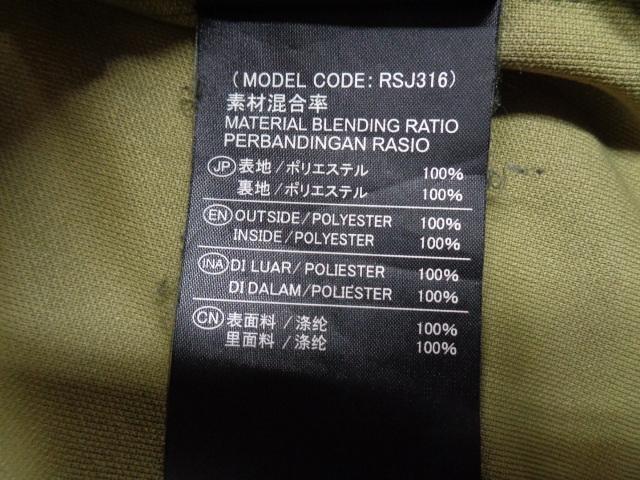 (MODEL CODE: RSJ316)
素材混合率
MATERIAL BLENDING RATIO
PERBANDINGAN RASIO
JP 表地/ポリエステル 100%
裏地/ポリエステル 100%
EN OUTSIDE/POLYESTER 100%
INSIDE/POLYESTER 100%
INA DI LUAR/POLIESTER 100%
DI DALAM/POLIESTER 100%
CN 表面料/涤纶 100%
里面料/涤纶 100%